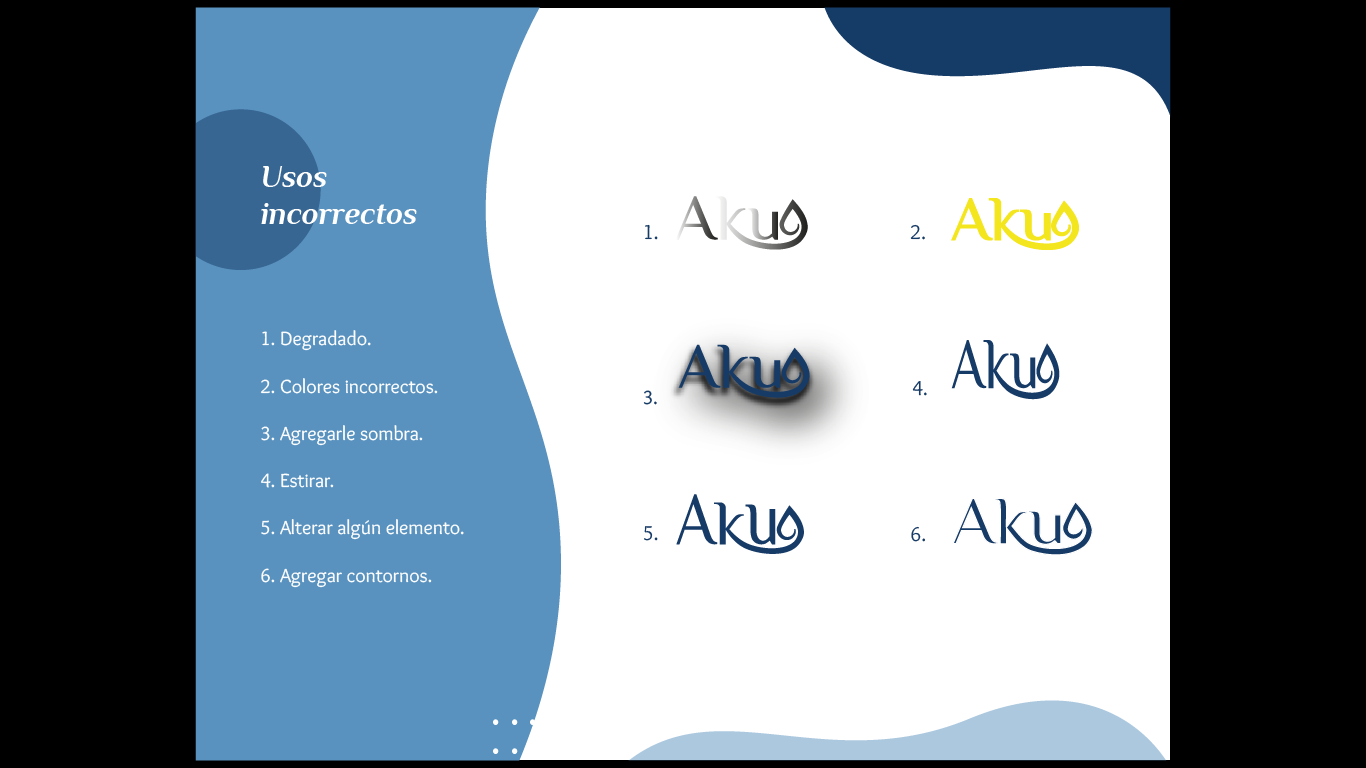 Usos
incorrectos
1. Degradado.
2. Colores incorrectos.
3. Agregarle sombra.
4. Estirar.
5. Alterar algún elemento.
6. Agregar contornos.
1. Akua
2. Akua
3. Akua
4. Akua
5. Akua
6. Akua